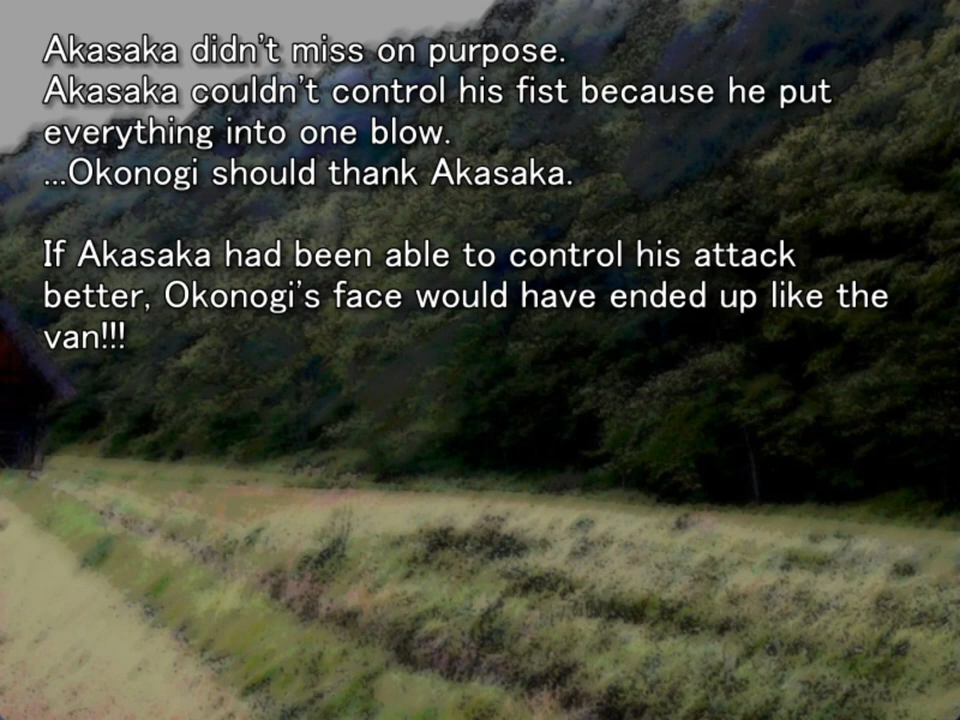 Akasaka didn't miss on purpose.
Akasaka couldn't control his fist because he put
everything into one blow.
...Okonogi should thank Akasaka.
If Akasaka had been able to control his attack
better, Okonogi's face would have ended up like the
van!!!